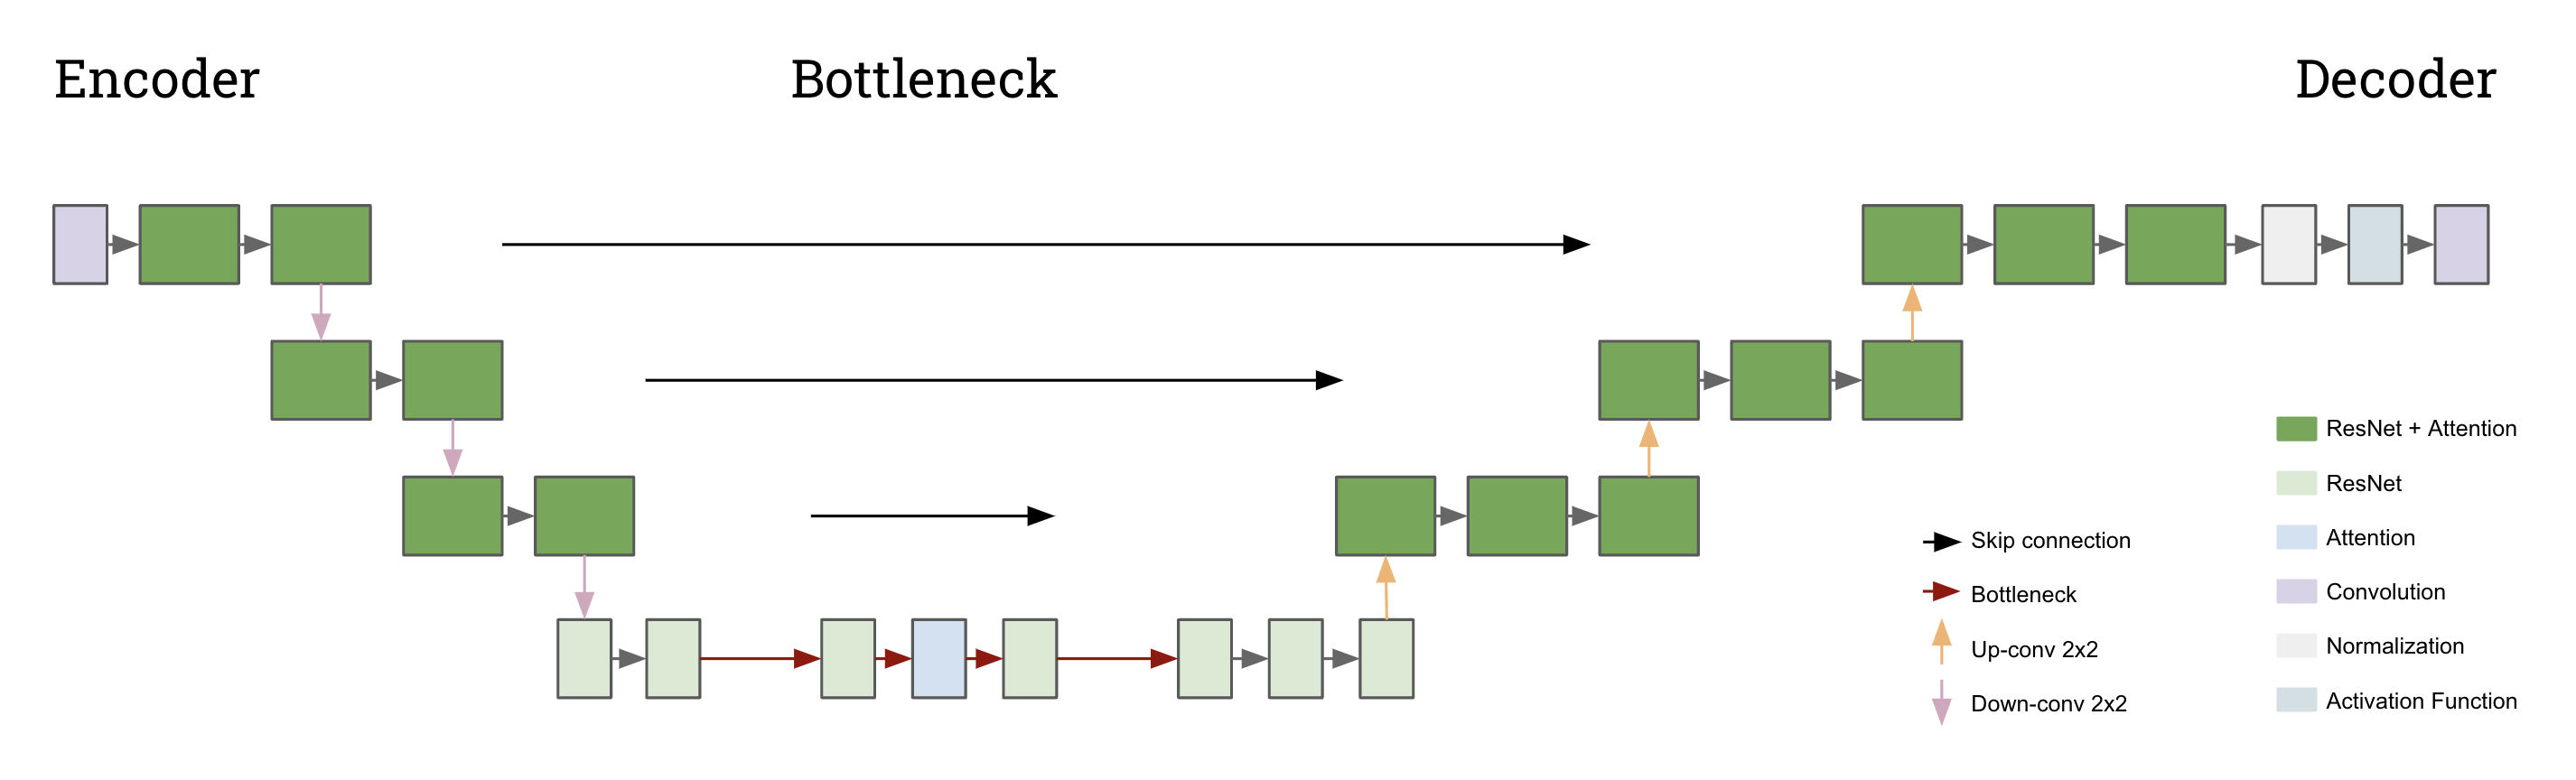 Encoder
Bottleneck
Decoder
Skip connection
Bottleneck
Up-conv 2x2
Down-conv 2x2
ResNet + Attention
ResNet
Attention
Convolution
Normalization
Activation Function